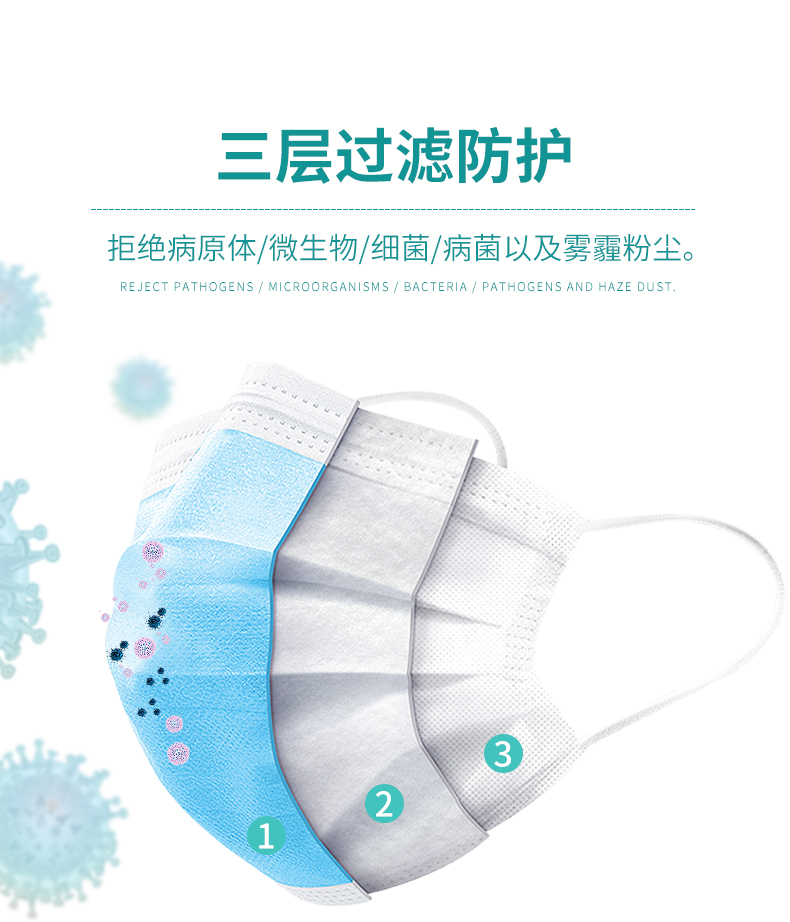 三层过滤防护
拒绝病原体/微生物/细菌/病菌以及雾霾粉尘。
REJECT PATHOGENS / MICROORGANISMS / BACTERIA / PATHOGENS AND HAZE DUST.
3
2
1